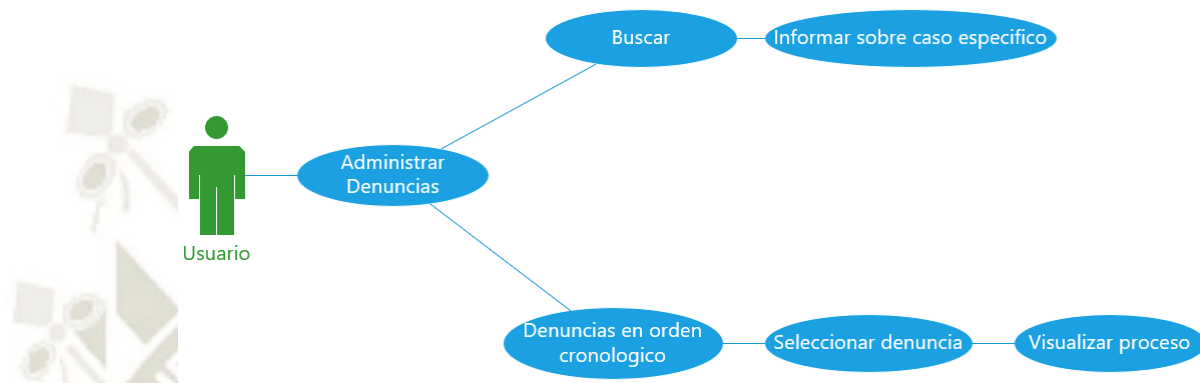 Buscar
Informar sobre caso especifico
Administrar
Denuncias
Usuario
Denuncias en orden
cronologico
Seleccionar denuncia
Visualizar proceso